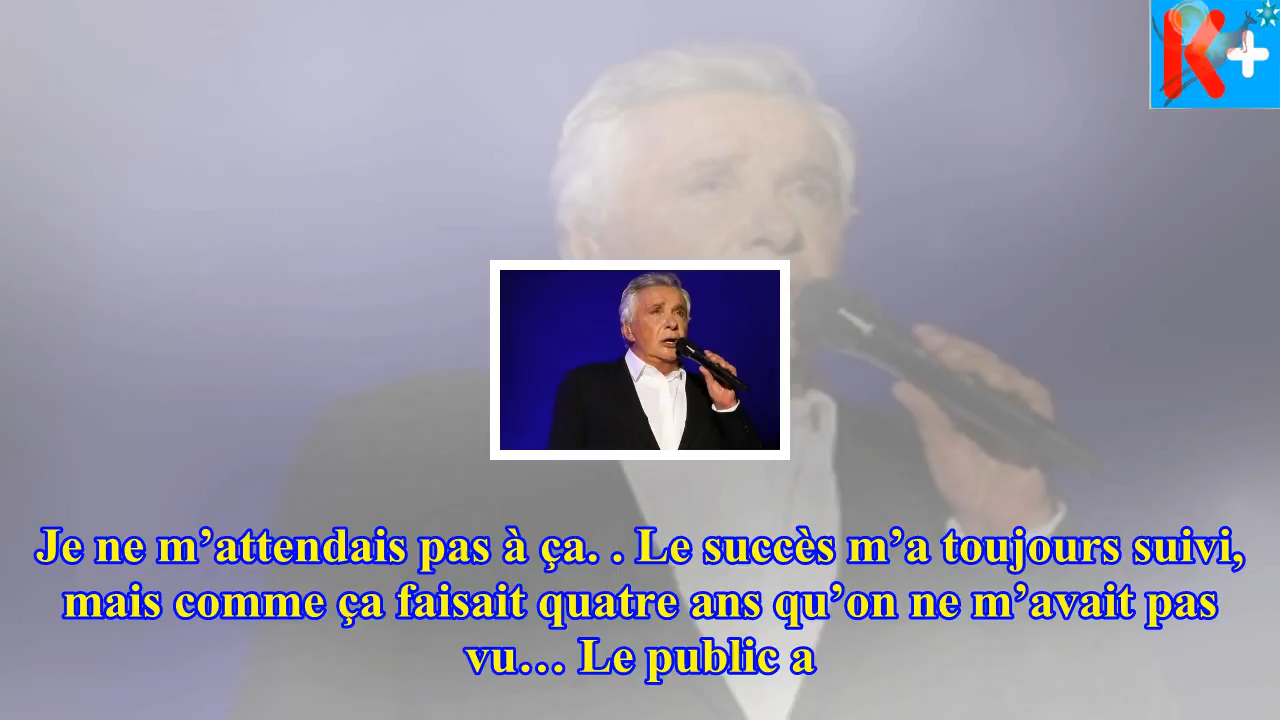 K+
Je ne m’attendais pas à ça. . Le succès m’a toujours suivi,
mais comme ça faisait quatre ans qu’on ne m’avait pas
vu… Le public a